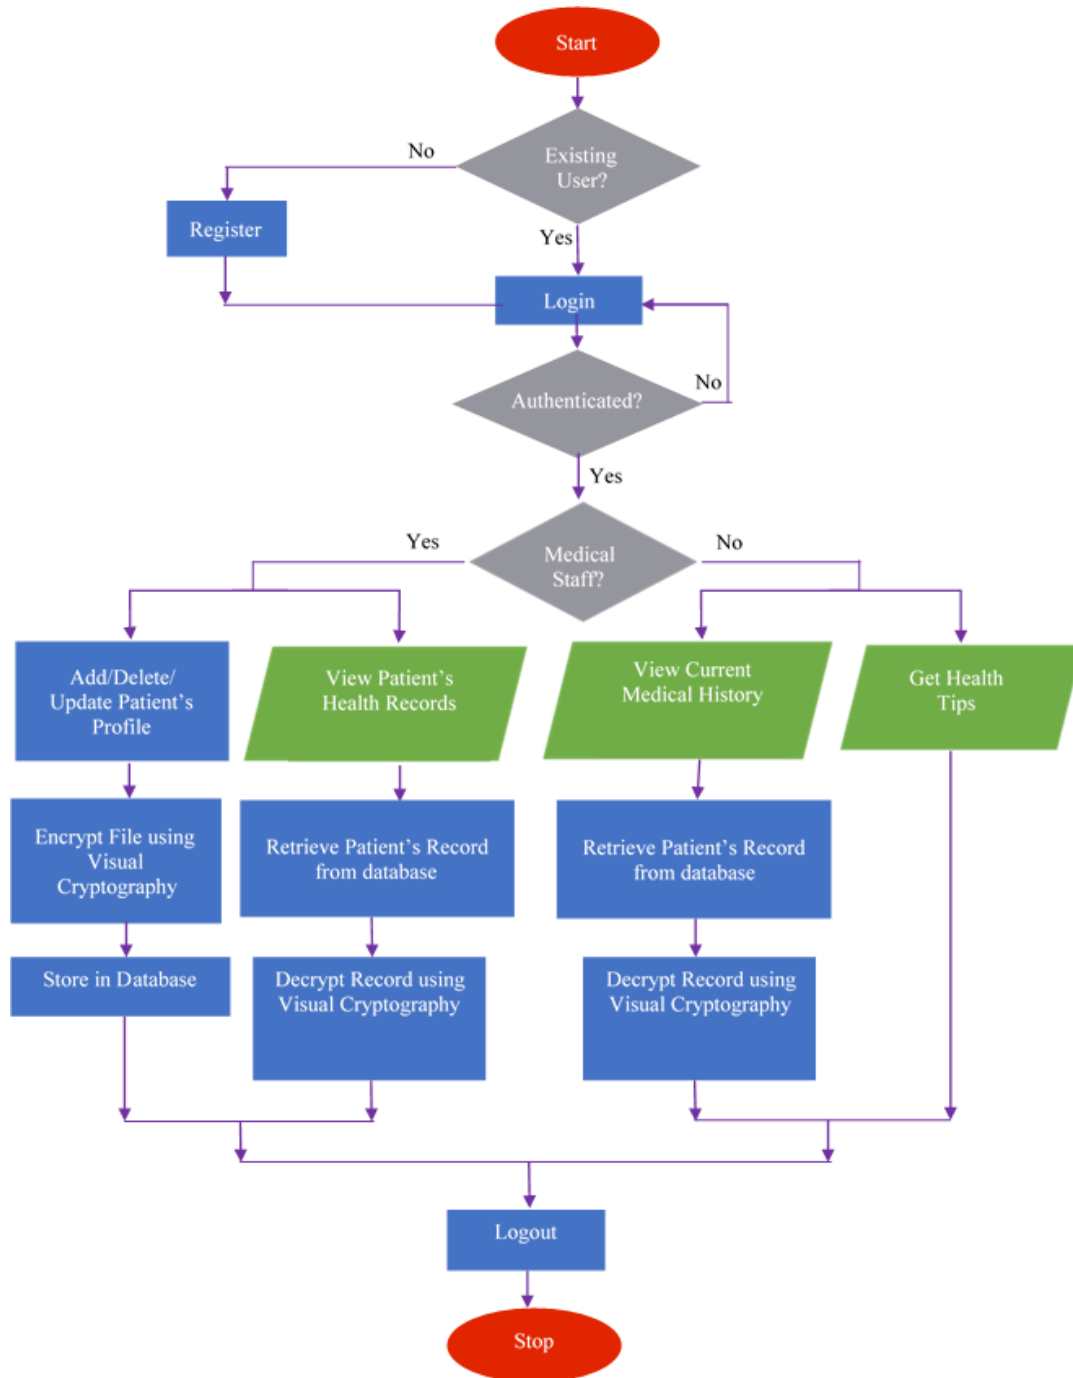 Start
Existing
User?
No
Yes
Register
Login
Authenticated?
No
Yes
Medical
Staff?
Yes
No
Add/Delete/
Update Patient’s
Profile
View Patient’s
Health Records
View Current
Medical History
Get Health
Tips
Encrypt File using
Visual
Cryptography
Retrieve Patient’s Record
from database
Retrieve Patient’s Record
from database
Store in Database
Decrypt Record using
Visual Cryptography
Decrypt Record using
Visual Cryptography
Logout
Stop